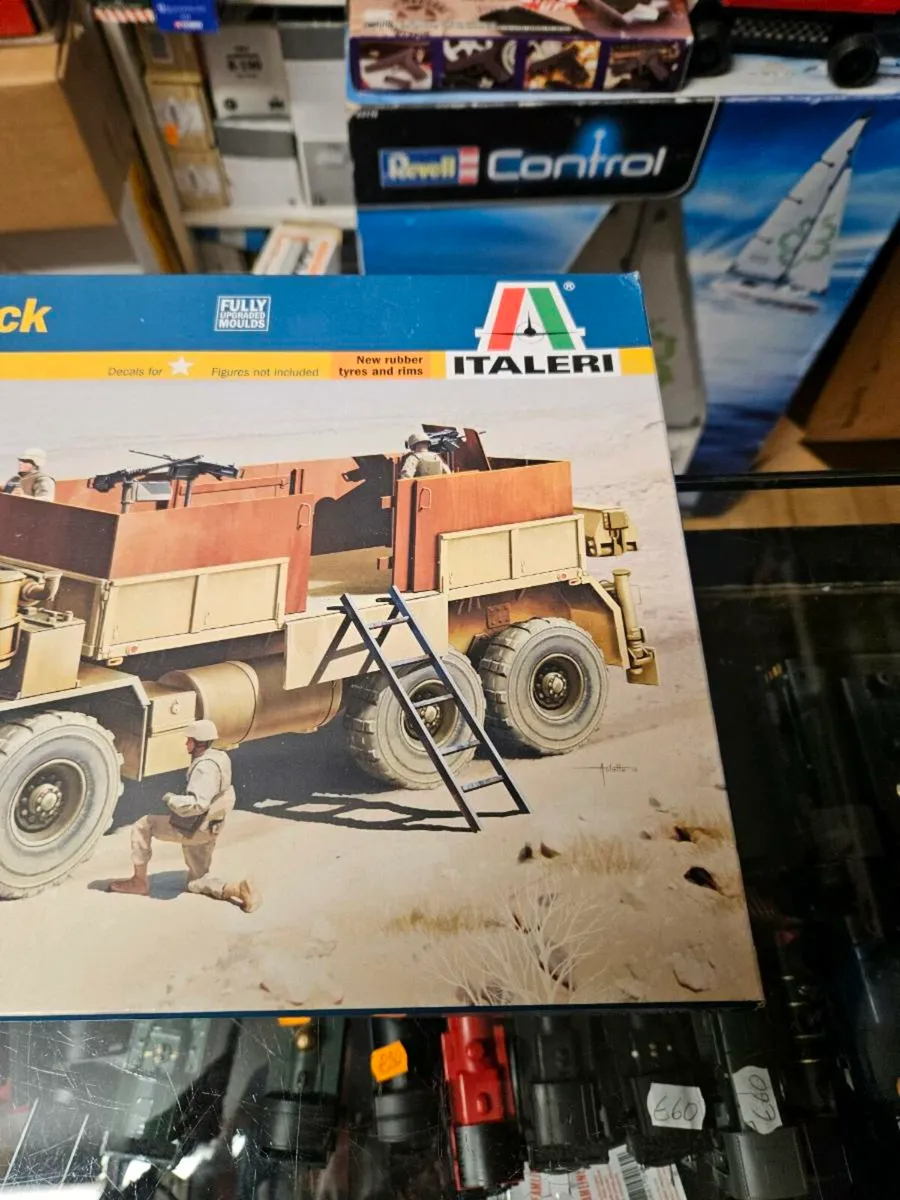 Revell Control
ck
FULLY
UPGRADED
MOULDS
®
ITALERI
Decals for
Figures not included
New rubber
tyres and rims
£60
£60